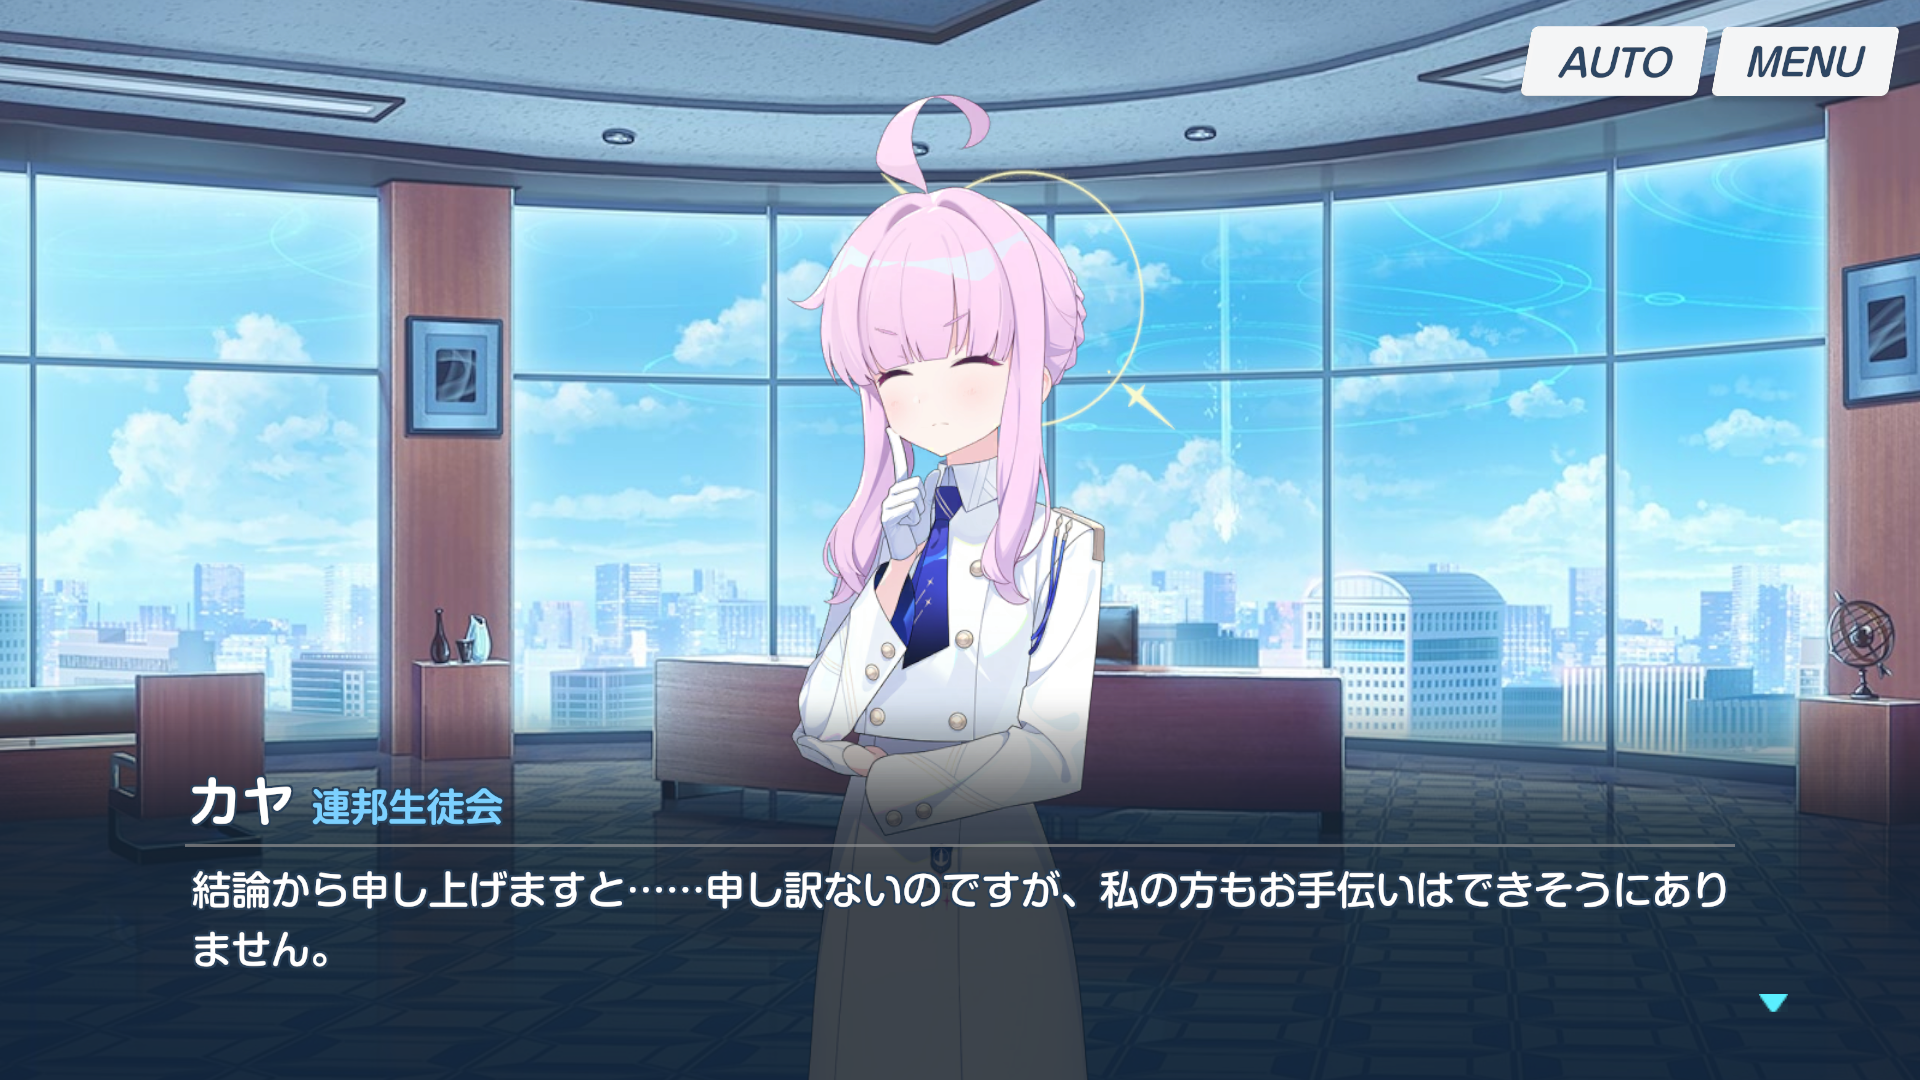 AUTO
MENU
カヤ 連邦生徒会
結論から申し上げますと……申し訳ないのですが、私の方もお手伝いはできそうにあり
ません。